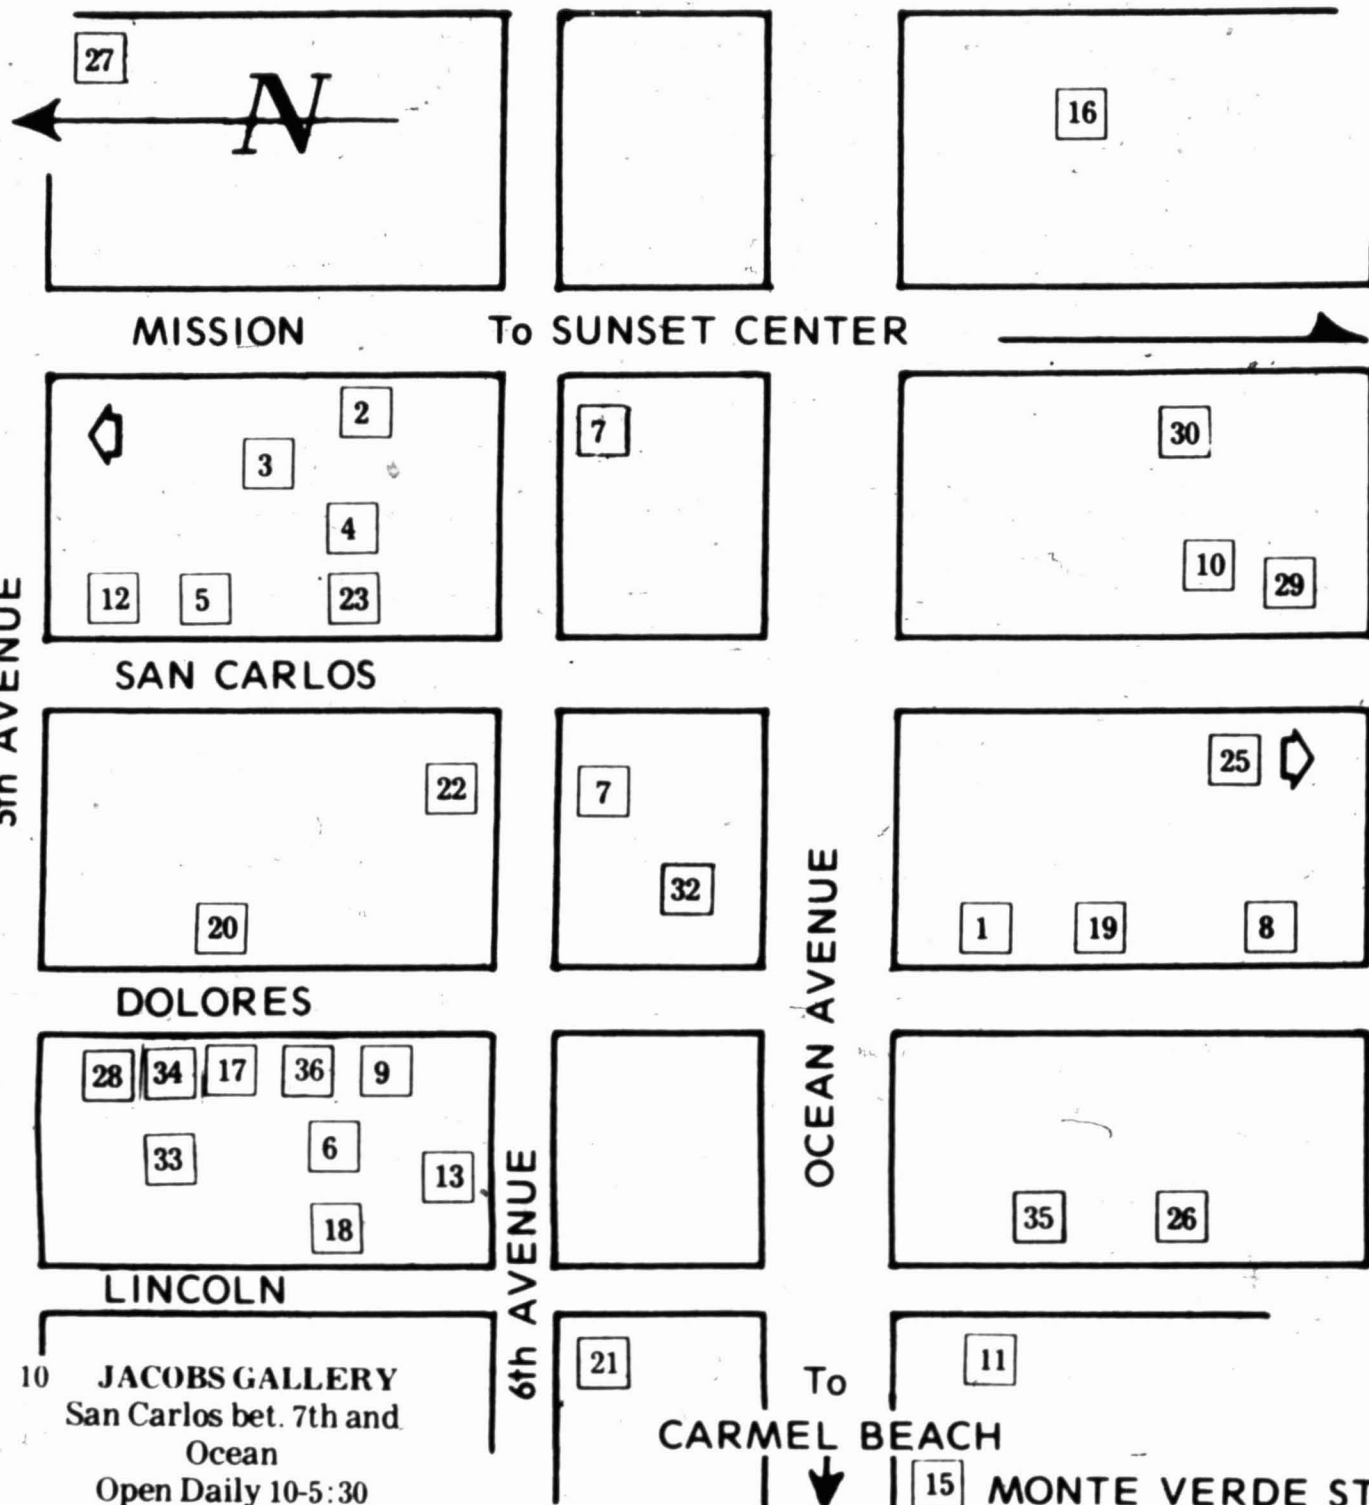 27
N
16
MISSION To SUNSET CENTER
2
7
30
3
4
10
29
12 5 23
5th AVENUE
SAN CARLOS
25
22
7
32
20
1 19 8
DOLORES
OCEAN AVENUE
28 34 17 36 9
33
6
13
18
35 26
6th AVENUE
LINCOLN
21
11
10 JACOBS GALLERY
San Carlos bet. 7th and
Ocean
Open Daily 10-5:30
To
CARMEL BEACH
15 MONTE VERDE ST